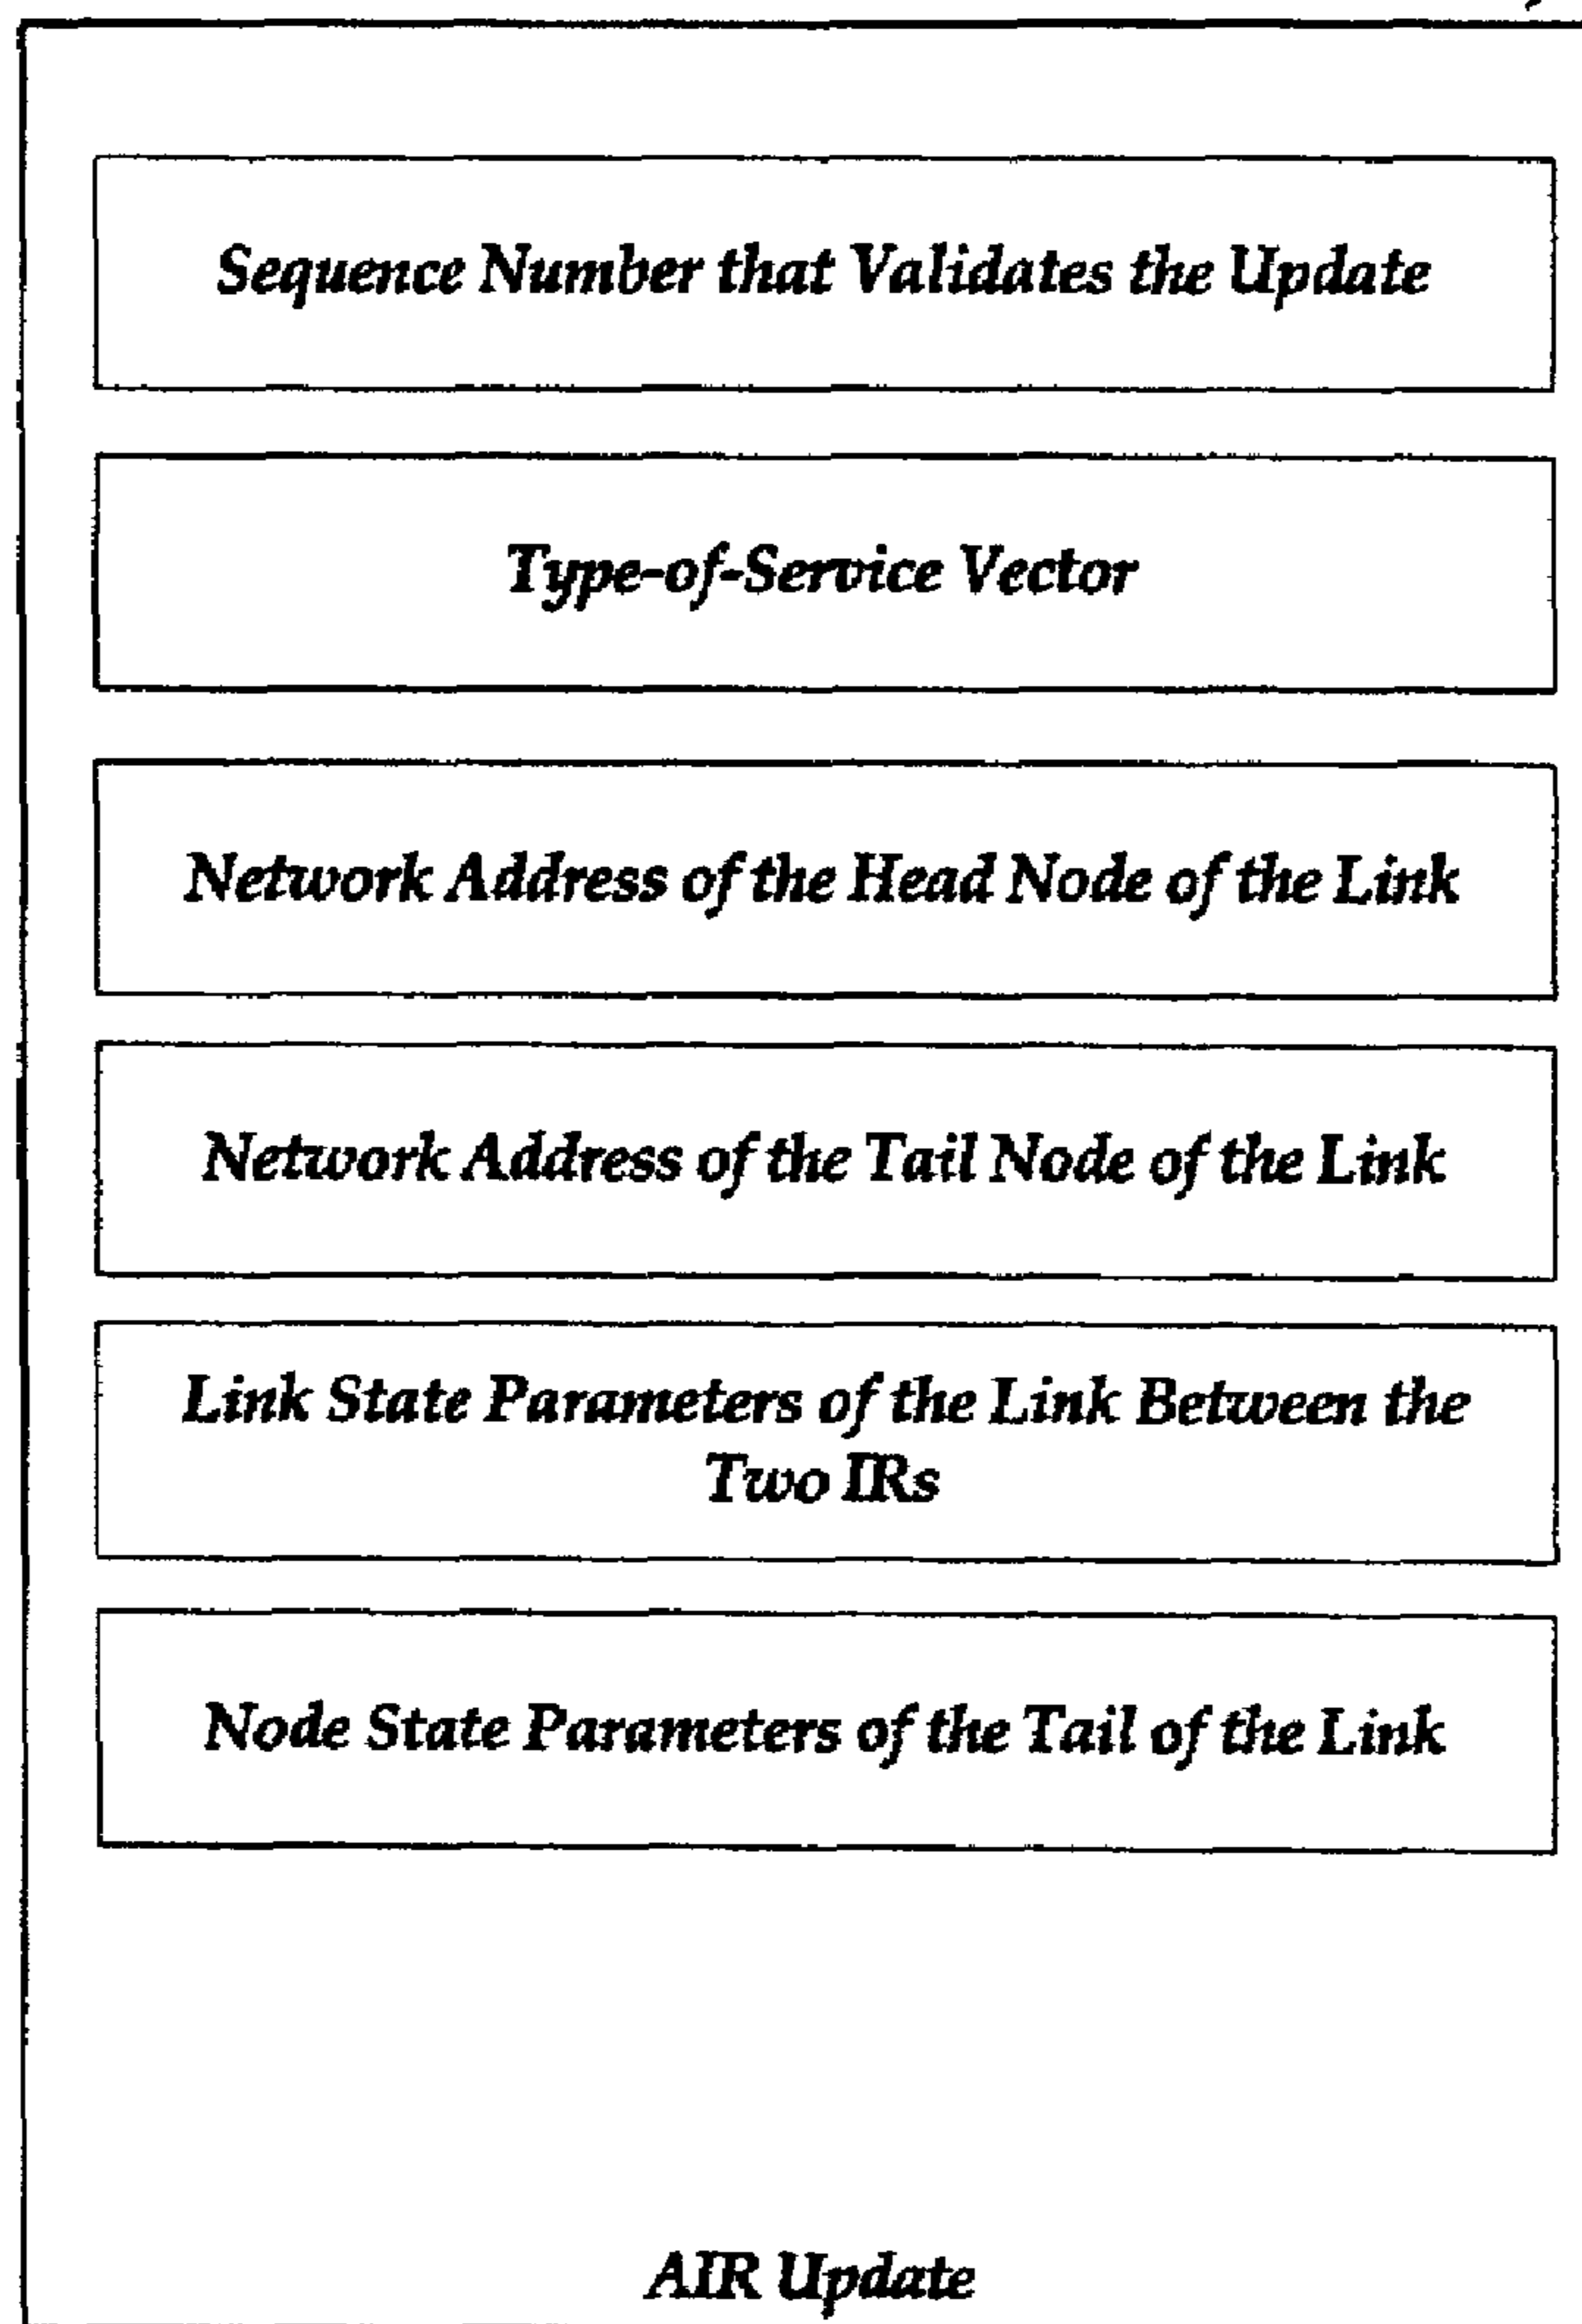 Sequence Number that Validates the Update
Type-of-Service Vector
Network Address of the Head Node of the Link
Network Address of the Tail Node of the Link
Link State Parameters of the Link Between the
Two IRs
Node State Parameters of the Tail of the Link
AIR Update